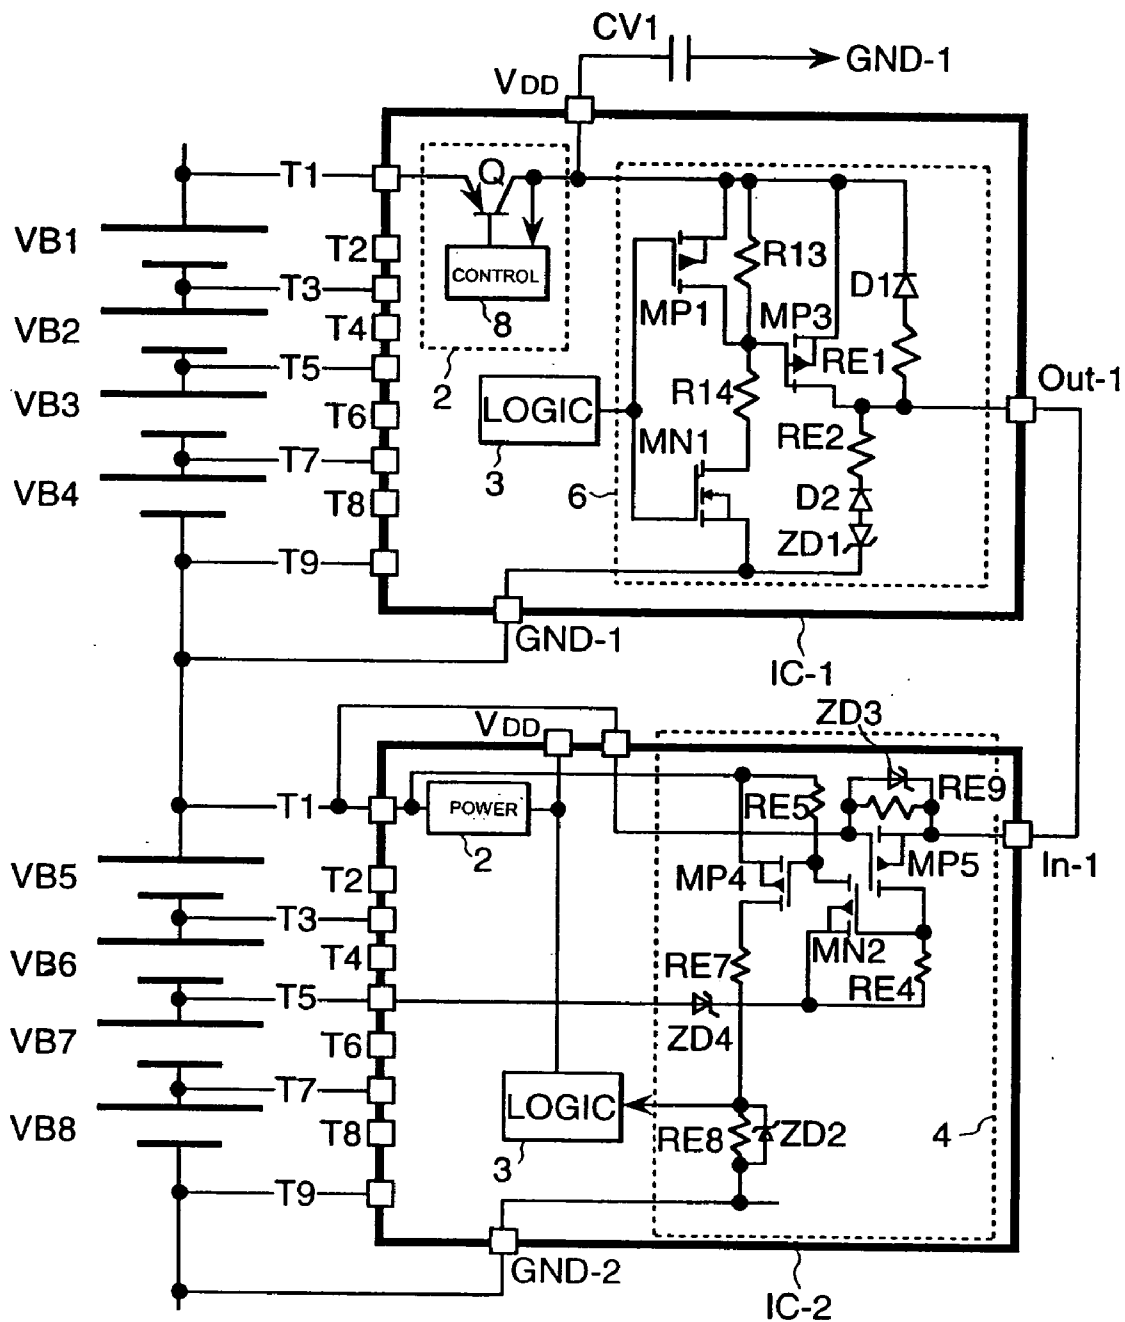 CV1
GND-1
VDD
T1
Q
VB1
T2
CONTROL
R13
D1
T3
8
MP1
MP3
VB2
T4
RE1
T5
2
Out-1
VB3
LOGIC
R14
T6
MN1
RE2
T7
3
6
D2
VB4
T8
ZD1
T9
GND-1
IC-1
ZD3
VDD
T1
POWER
RE5
RE9
2
In-1
VB5
T2
MP4
MP5
T3
MN2
VB6
T4
RE7
RE4
T5
ZD4
VB7
T6
T7
LOGIC
VB8
T8
RE8
ZD2
4
3
T9
GND-2
IC-2